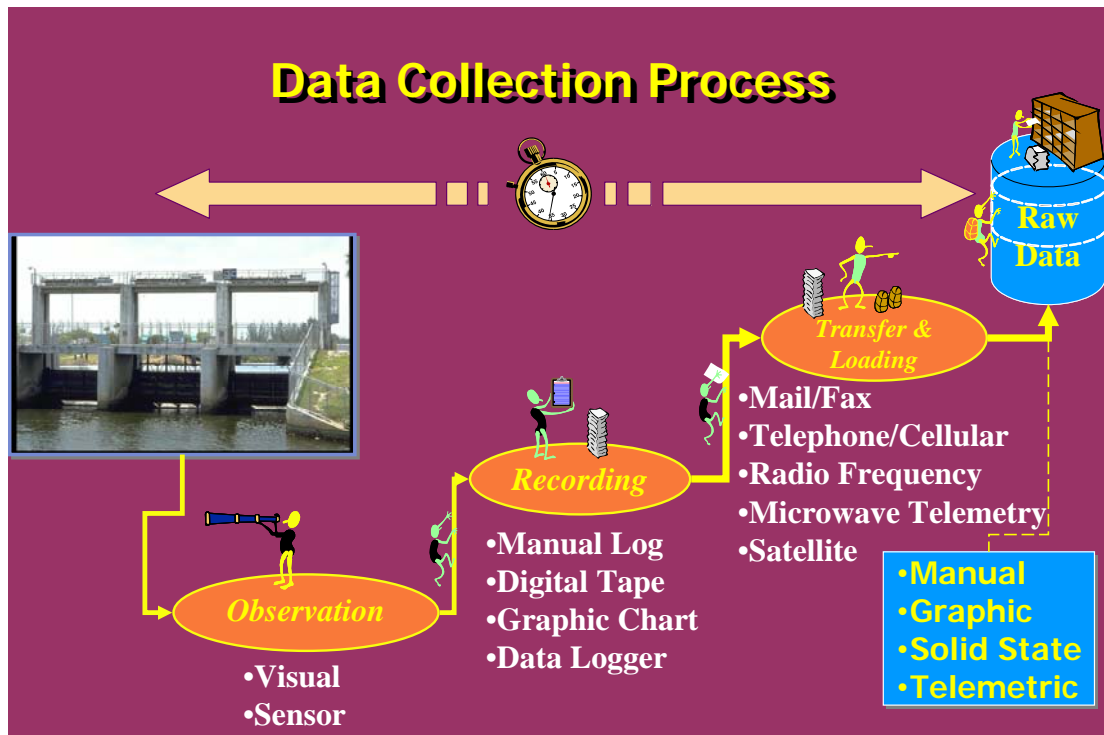 Data Collection Process
Raw
Data
Transfer &
Loading
•Mail/Fax
•Telephone/Cellular
•Radio Frequency
•Microwave Telemetry
•Satellite
Recording
•Manual Log
•Digital Tape
•Graphic Chart
•Data Logger
Observation
•Visual
•Sensor
•Manual
•Graphic
•Solid State
•Telemetric